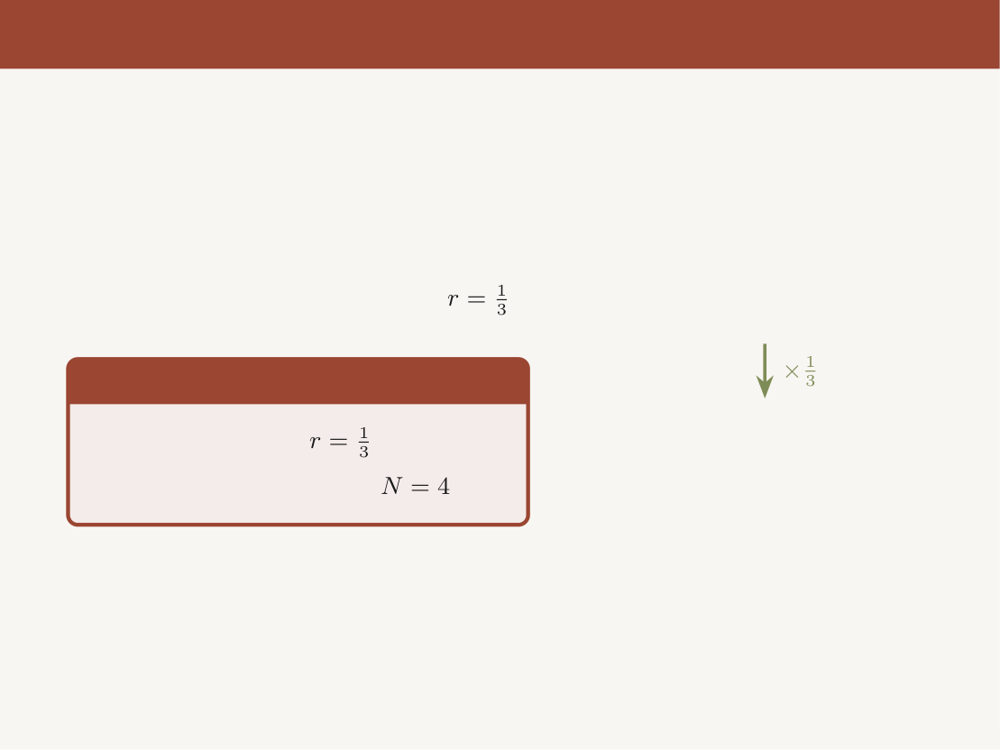 r = 1/3
× 1/3
r = 1/3
N = 4